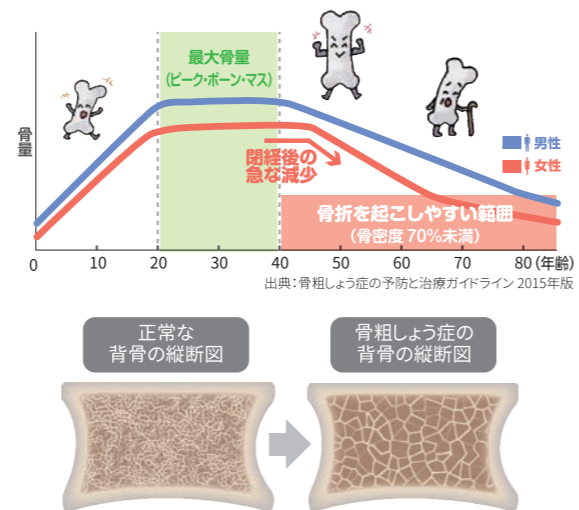 最大骨量
(ピーク・ボーン・マス)
骨量
男性
女性
閉経後の
急な減少
骨折を起こしやすい範囲
(骨密度 70%未満)
0 10 20 30 40 50 60 70 80 (年齢)
出典:骨粗しょう症の予防と治療ガイドライン 2015年版
正常な
背骨の縦断図
骨粗しょう症の
背骨の縦断図